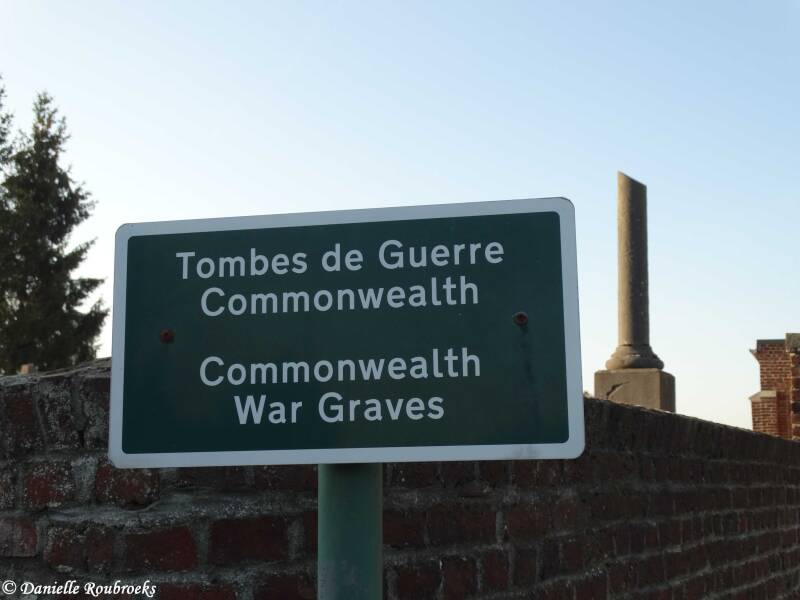 Tombes de Guerre
Commonwealth
Commonwealth
War Graves
© Danielle Roubroeks